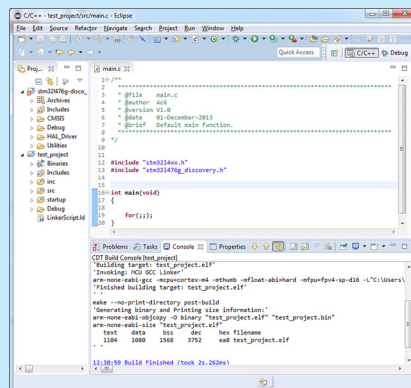 C/C++ - test_project/src/main.c - Eclipse
File Edit Source Refactor Navigate Search Project Run Window Help
Quick Access
C/C++
Debug
Proj...
stm32l476g-disco_
Archives
Includes
CMSIS
Debug
HAL_Driver
Utilities
test_project
Binaries
Includes
inc
src
startup
Debug
LinkerScript.ld
main.c
1 /**
2 ******************************************************************************
3 * @file main.c
4 * @author Ac6
5 * @version V1.0
6 * @date 01-December-2013
7 * @brief Default main function.
8 ******************************************************************************
9 */
10
11
12 #include "stm32l4xx.h"
13 #include "stm32l476g_discovery.h"
14
15
16 int main(void)
17 {
18
19 for(;;);
20 }
Problems Tasks Console Properties
CDT Build Console [test_project]
'Building target: test_project.elf'
'Invoking: MCU GCC Linker'
arm-none-eabi-gcc -mcpu=cortex-m4 -mthumb -mfloat-abi=hard -mfpu=fpv4-sp-d16 -L"C:\Users\
'Finished building target: test_project.elf'
' '
make --no-print-directory post-build
'Generating binary and Printing size information:'
arm-none-eabi-objcopy -O binary "test_project.elf" "test_project.bin"
arm-none-eabi-size "test_project.elf"
text data bss dec hex filename
1104 1080 1568 3752 ea8 test_project.elf
' '
12:30:59 Build Finished (took 2s.262ms)